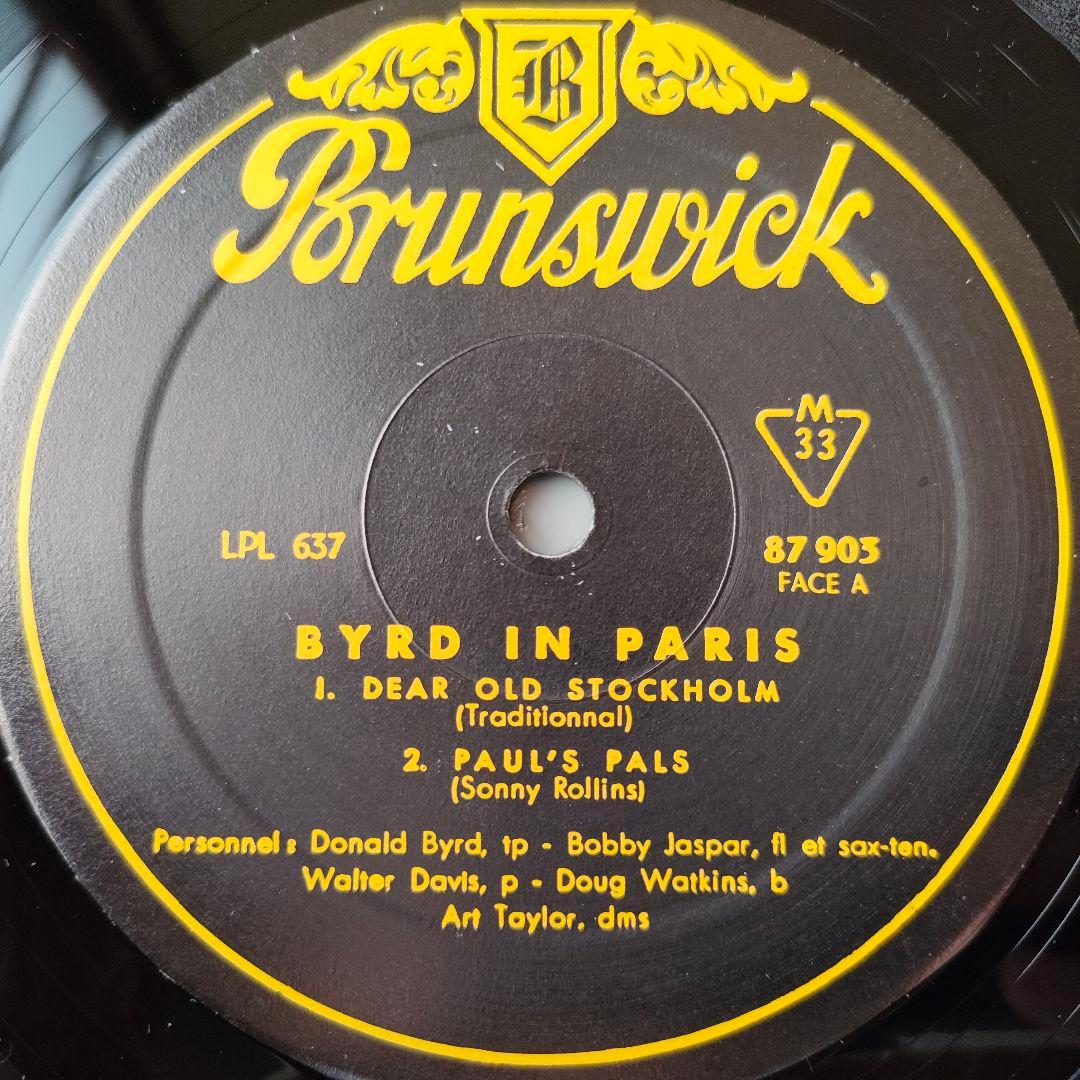 B
Brunswick
M
33
LPL 637
87 903
FACE A
BYRD IN PARIS
1. DEAR OLD STOCKHOLM
(Traditionnal)
2. PAUL'S PALS
(Sonny Rollins)
Personnel : Donald Byrd, tp - Bobby Jaspar, fl et sax-ten.
Walter Davis, p - Doug Watkins, b
Art Taylor, dms